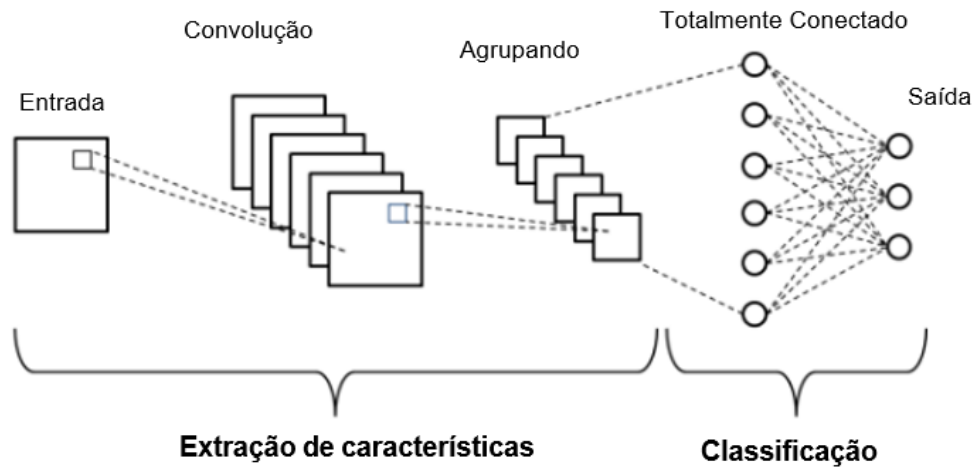 Entrada
Convolução
Agrupando
Totalmente Conectado
Saída
Extração de características
Classificação